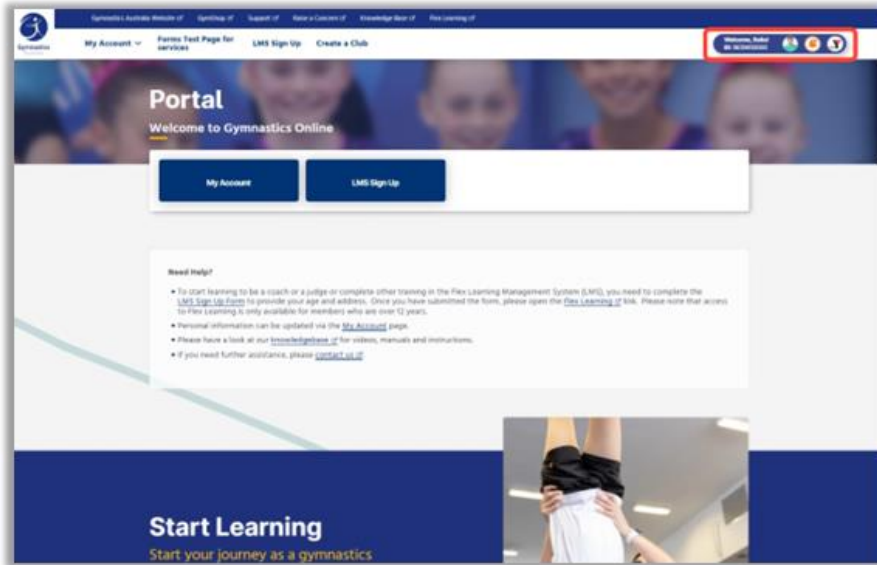 Gymnastics Australia Website GymShop Support Raise a Concern Knowledge Base Flex Learning
Gymnastics
My Account Forms Test Page for services LMS Sign Up Create a Club
Welcome,
Portal
Welcome to Gymnastics Online
My Account LMS Sign Up
Need Help?
• To start learning to be a coach or a judge or complete other training in the Flex Learning Management System (LMS), you need to complete the
LMS Sign Up Form to provide your age and address. Once you have submitted the form, please open the Flex Learning link. Please note that access
to Flex Learning is only available for members who are over 12 years.
• Personal information can be updated via the My Account page.
• Please have a look at our knowledgebase for videos, manuals and instructions.
• If you need further assistance, please contact us
Start Learning
Start your journey as a gymnastics